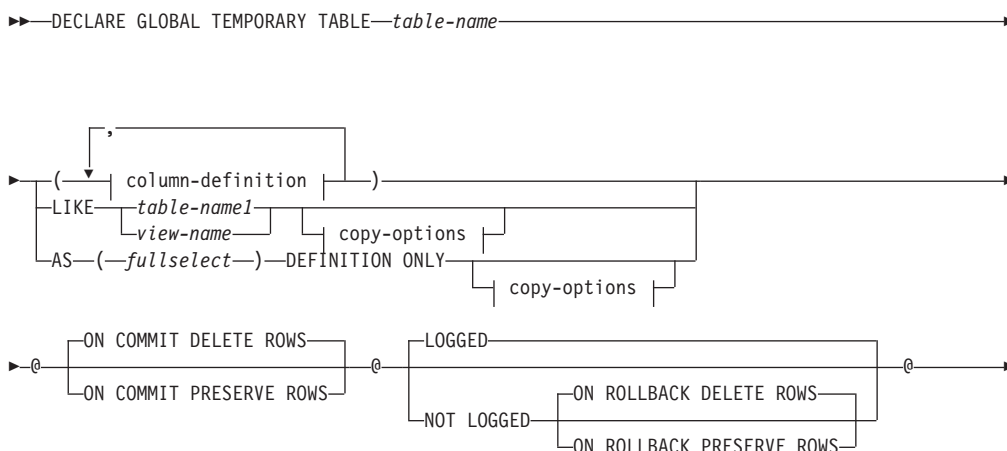 DECLARE GLOBAL TEMPORARY TABLE table-name
,
( column-definition )
LIKE table-name1
view-name copy-options
AS ( fullselect ) DEFINITION ONLY
copy-options
@ ON COMMIT DELETE ROWS @ LOGGED @
ON COMMIT PRESERVE ROWS ON ROLLBACK DELETE ROWS
NOT LOGGED
ON ROLLBACK PRESERVE ROWS